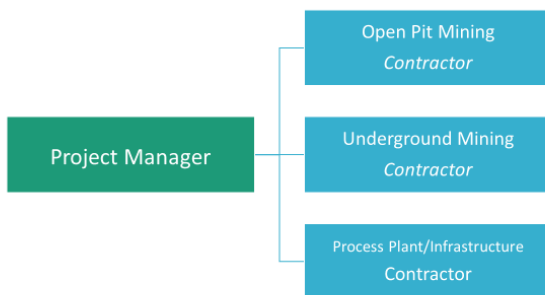 Open Pit Mining
Contractor
Project Manager
Underground Mining
Contractor
Process Plant/Infrastructure
Contractor